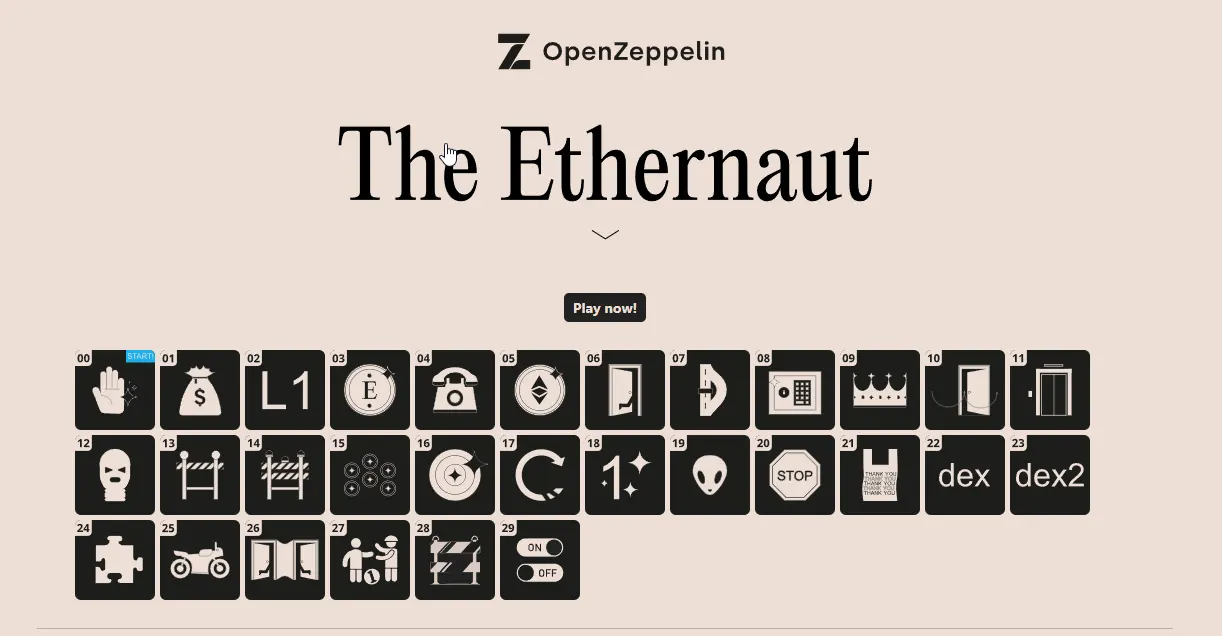 OpenZeppelin
The Ethernaut
Play now!
00 START! 01 02 03 04 05 06 07 08 09 10 11
$ L1 E
12 13 14 15 16 17 18 19 20 21 22 23
1 STOP THANK YOU dex dex2
THANK YOU
THANK YOU
THANK YOU
24 25 26 27 28 29
ON
OFF